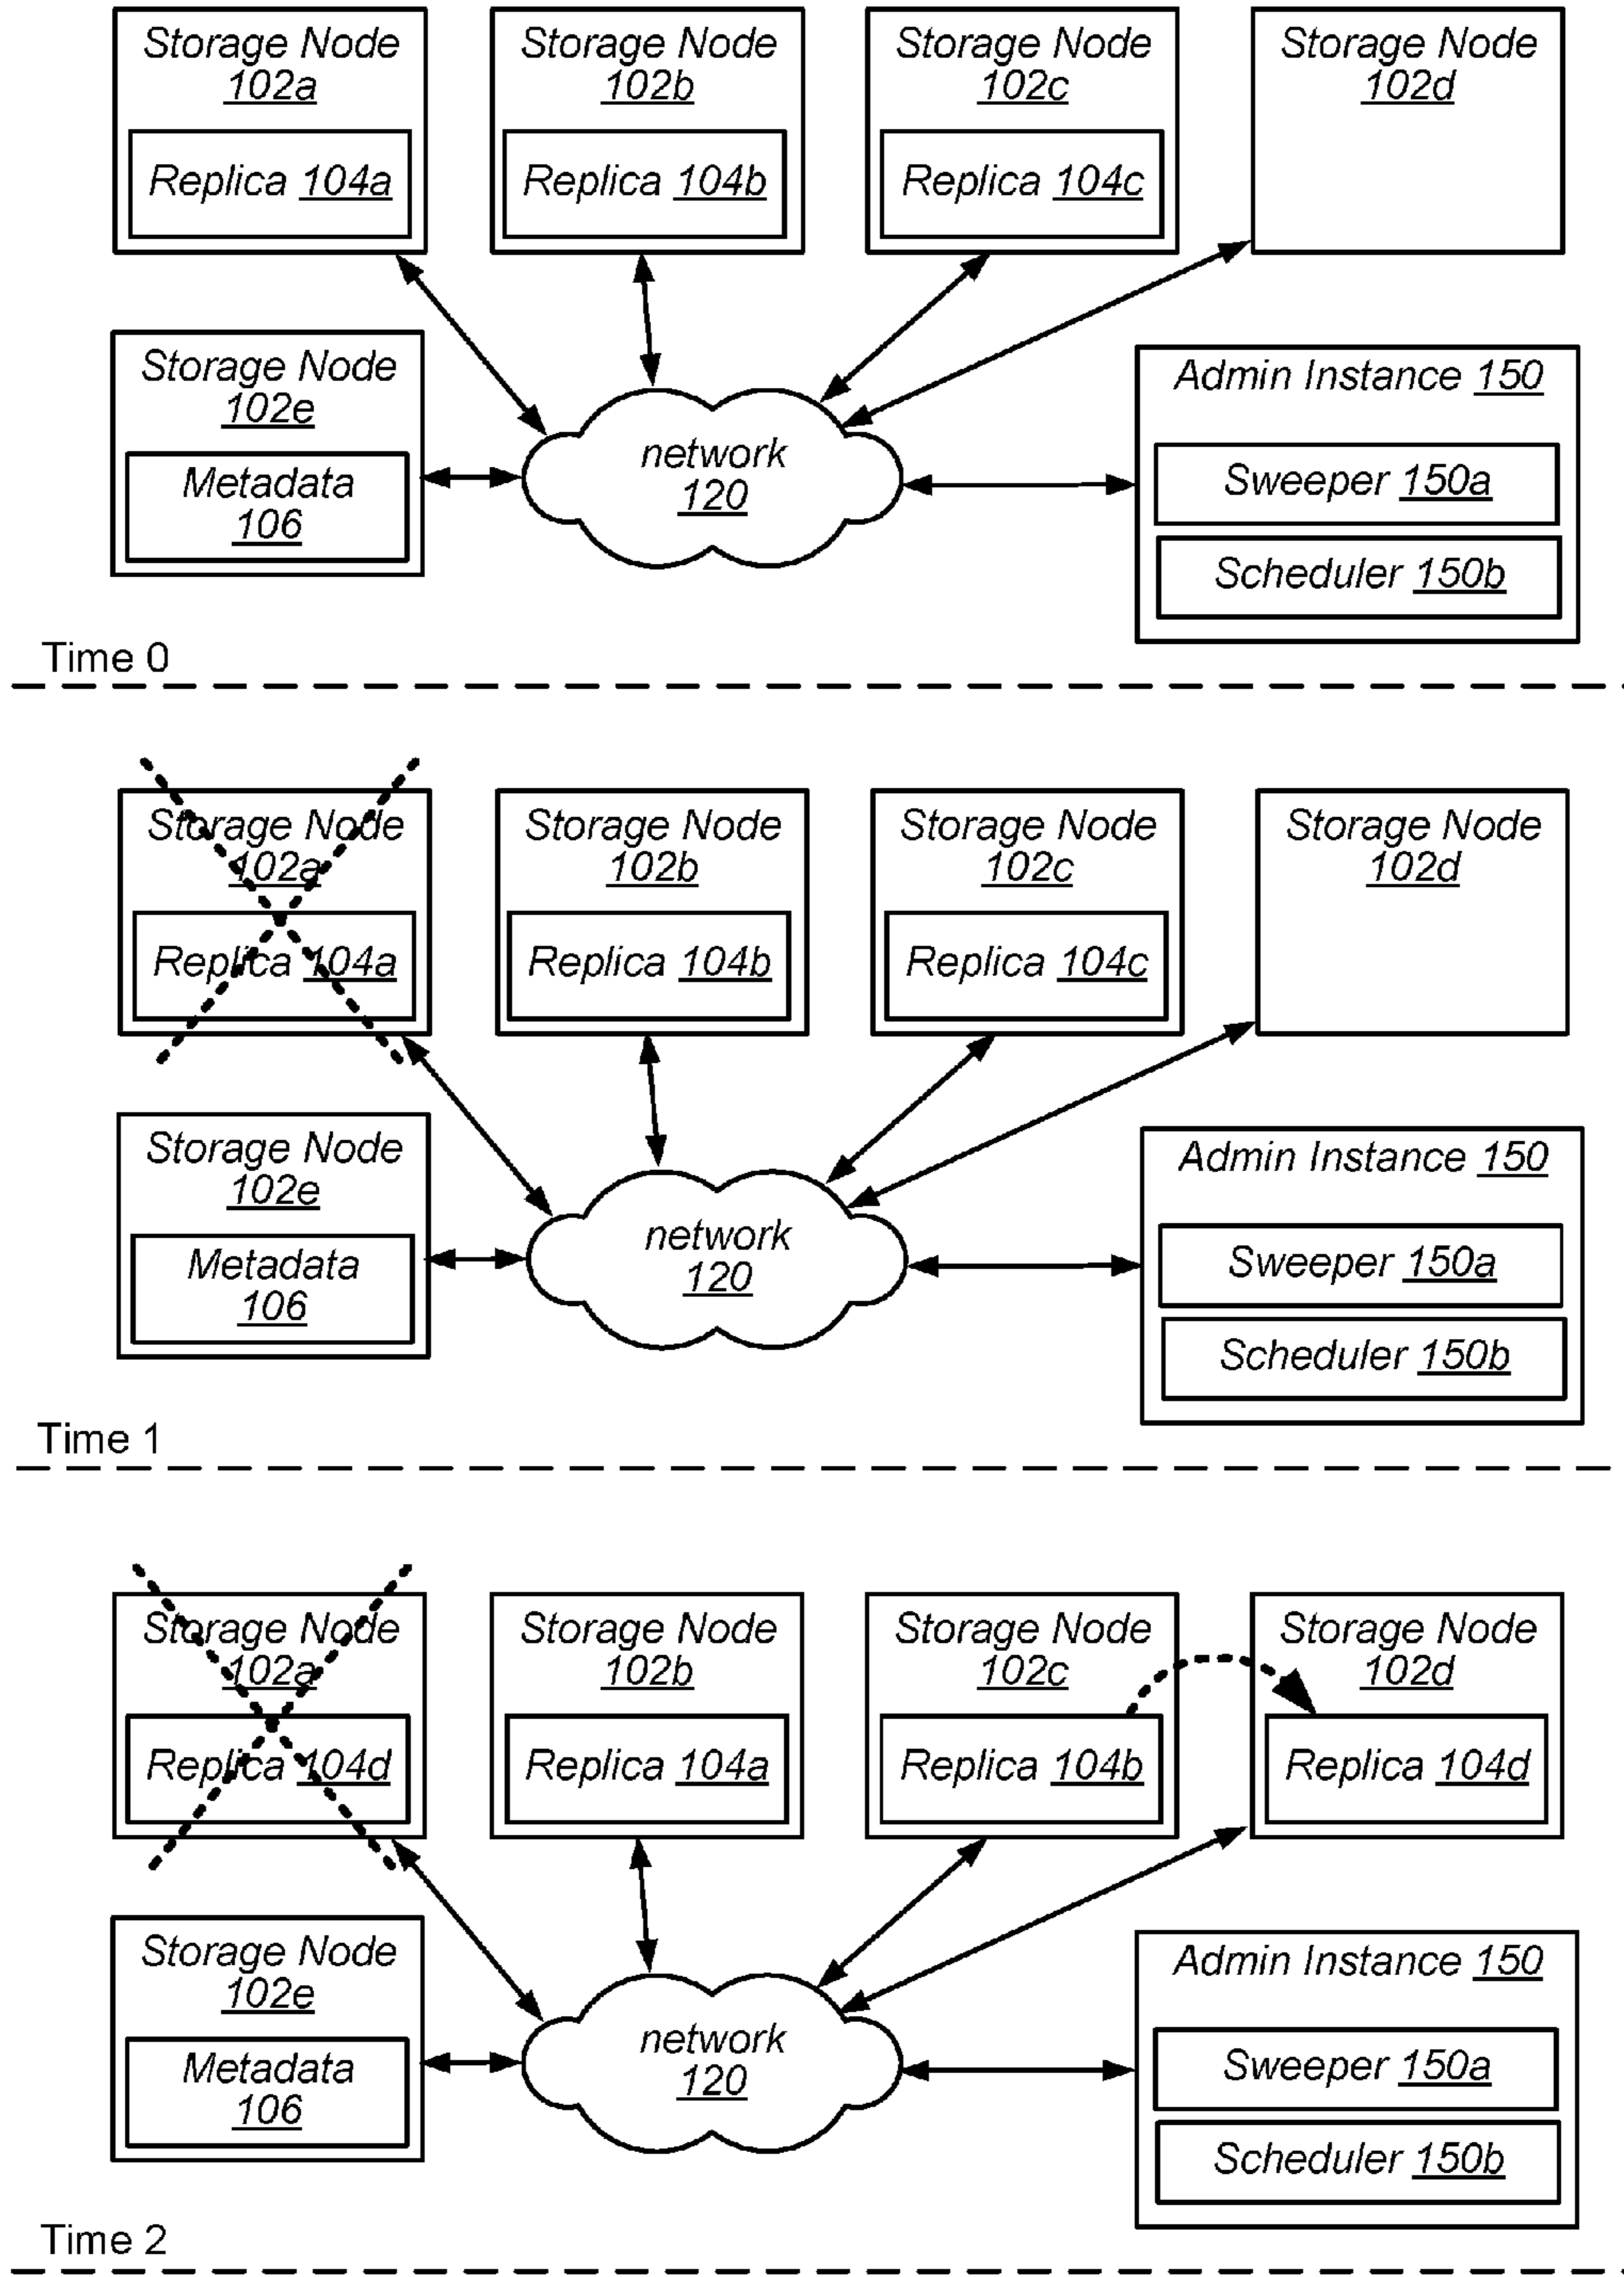 Storage Node
102a
Replica 104a
Storage Node
102b
Replica 104b
Storage Node
102c
Replica 104c
Storage Node
102d
Storage Node
102e
Metadata
106
network
120
Admin Instance 150
Sweeper 150a
Scheduler 150b
Time 0
Storage Node
102a
Replica 104a
Storage Node
102b
Replica 104b
Storage Node
102c
Replica 104c
Storage Node
102d
Storage Node
102e
Metadata
106
network
120
Admin Instance 150
Sweeper 150a
Scheduler 150b
Time 1
Storage Node
102a
Replica 104d
Storage Node
102b
Replica 104a
Storage Node
102c
Replica 104b
Storage Node
102d
Replica 104d
Storage Node
102e
Metadata
106
network
120
Admin Instance 150
Sweeper 150a
Scheduler 150b
Time 2